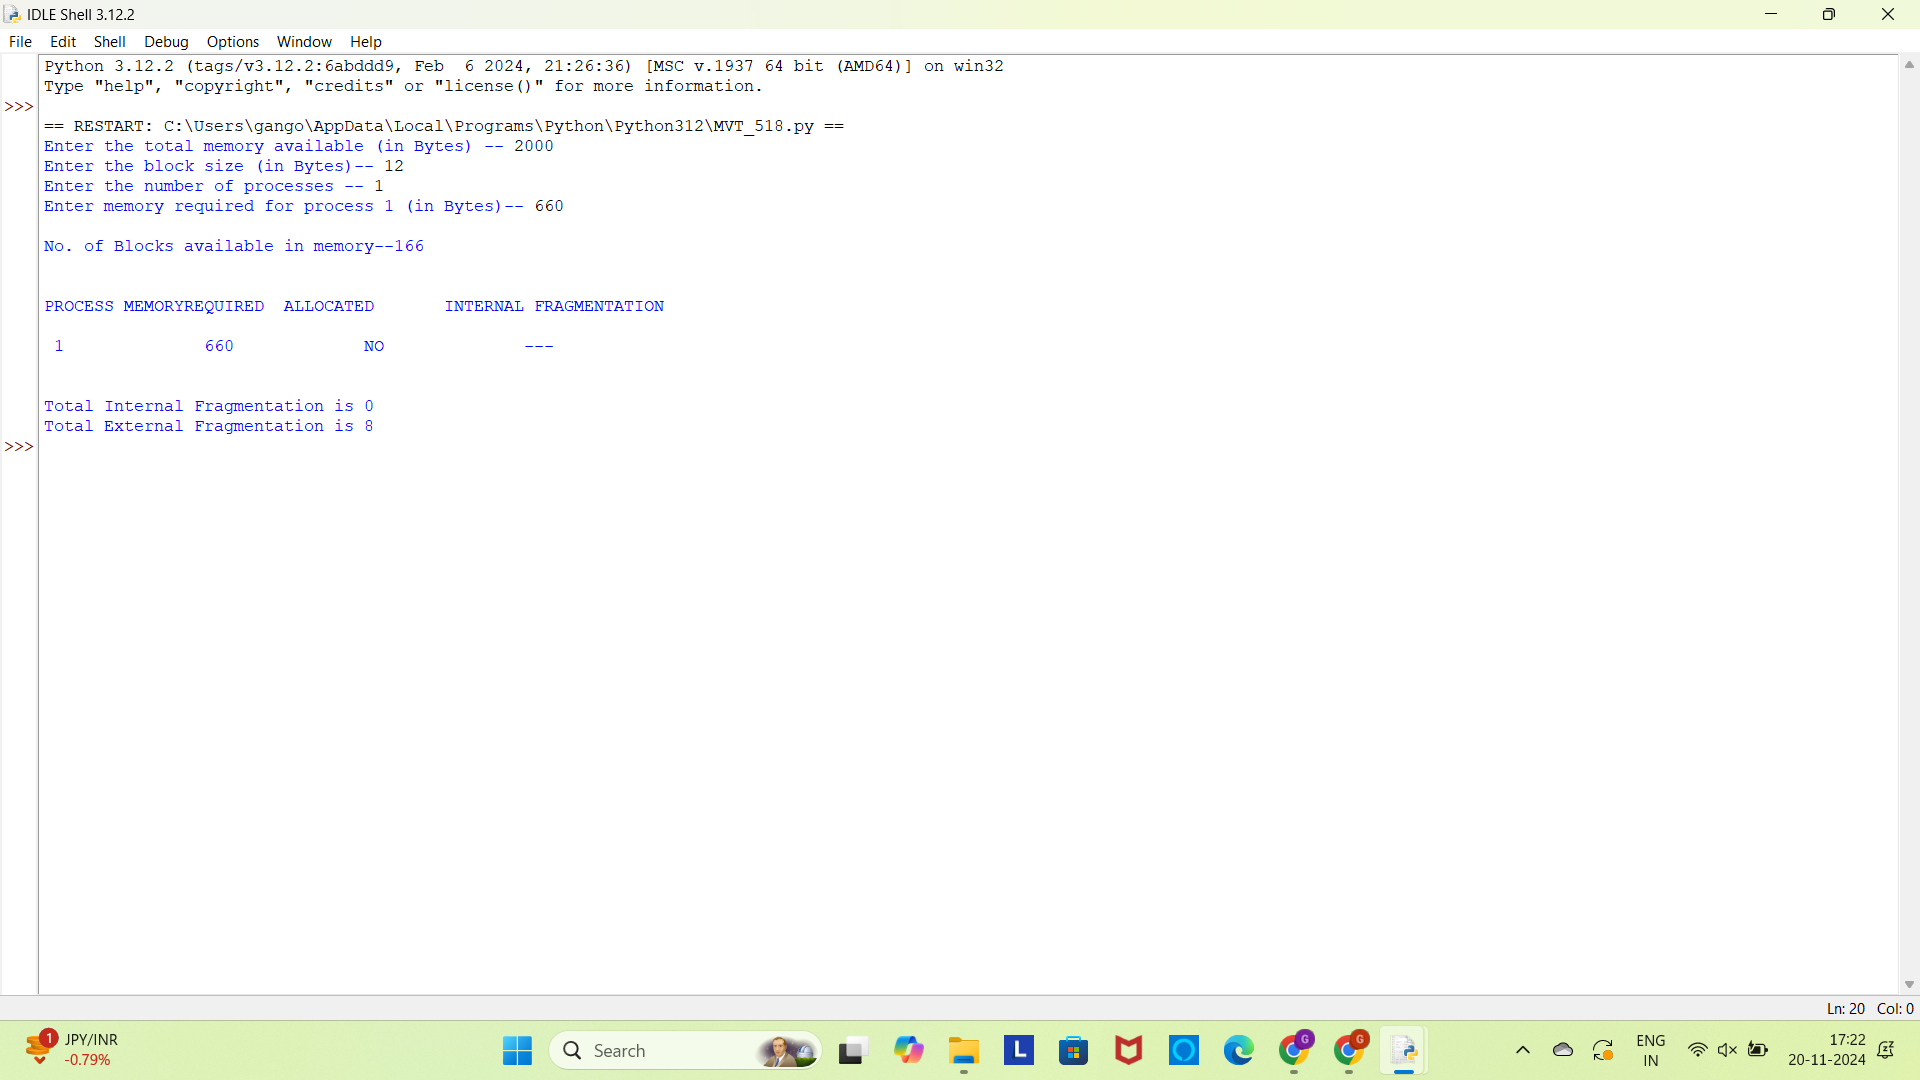 IDLE Shell 3.12.2
File Edit Shell Debug Options Window Help
Python 3.12.2 (tags/v3.12.2:6abddd9, Feb  6 2024, 21:26:36) [MSC v.1937 64 bit (AMD64)] on win32
Type "help", "copyright", "credits" or "license()" for more information.
>>>
== RESTART: C:\Users\gango\AppData\Local\Programs\Python\Python312\MVT_518.py ==
Enter the total memory available (in Bytes) -- 2000
Enter the block size (in Bytes)-- 12
Enter the number of processes -- 1
Enter memory required for process 1 (in Bytes)-- 660
No. of Blocks available in memory--166
PROCESS MEMORYREQUIRED  ALLOCATED       INTERNAL FRAGMENTATION
1               660             NO              ---
Total Internal Fragmentation is 0
Total External Fragmentation is 8
>>>
Ln: 20 Col: 0
1 JPY/INR
-0.79%
Search
L
G
G
ENG
IN
17:22
20-11-2024